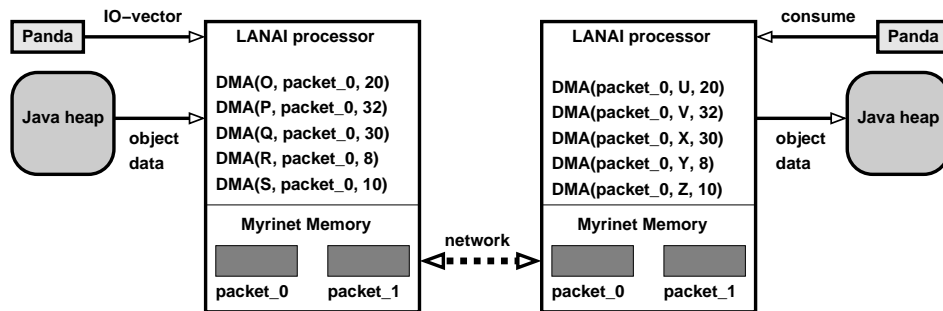 IO−vector
Panda
LANAI processor
Java heap
object
data
DMA(O, packet_0, 20)
DMA(P, packet_0, 32)
DMA(Q, packet_0, 30)
DMA(R, packet_0, 8)
DMA(S, packet_0, 10)
Myrinet Memory
packet_0
packet_1
network
LANAI processor
consume
Panda
DMA(packet_0, U, 20)
DMA(packet_0, V, 32)
DMA(packet_0, X, 30)
DMA(packet_0, Y, 8)
DMA(packet_0, Z, 10)
Java heap
object
data
Myrinet Memory
packet_0
packet_1